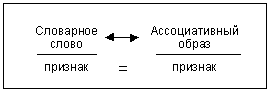 Словарное Ассоциативный
слово образ
признак = признак